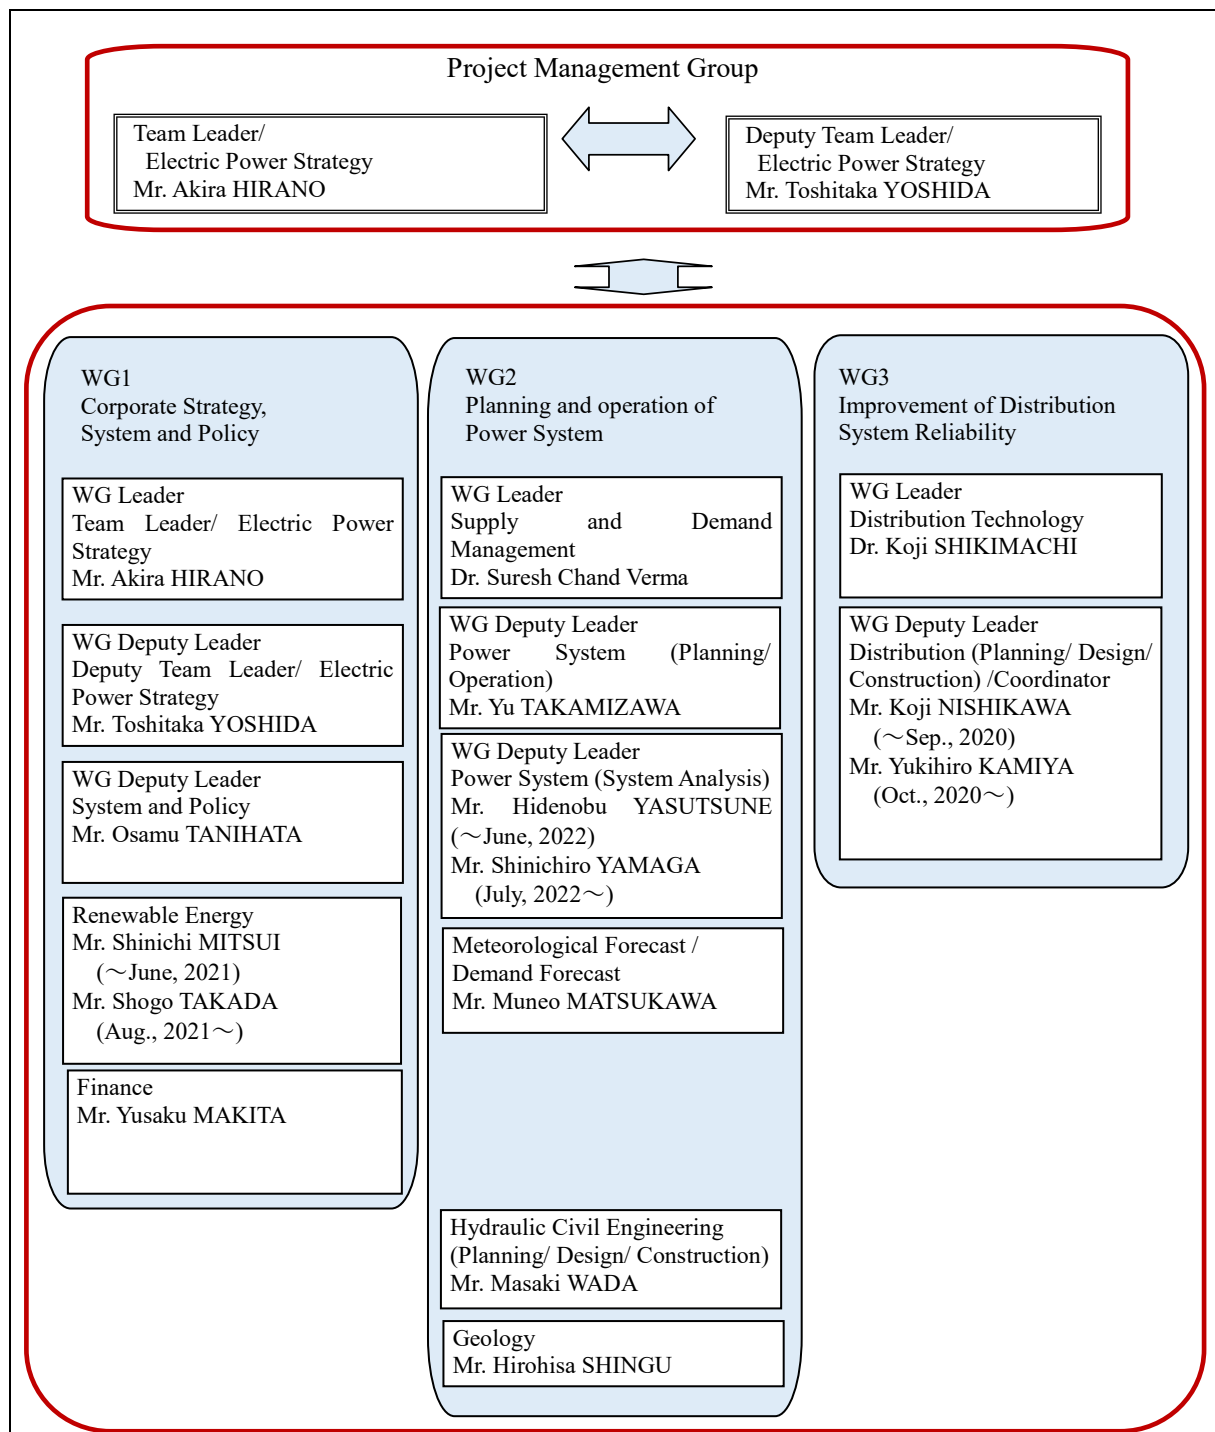 Project Management Group
Team Leader/
Electric Power Strategy
Mr. Akira HIRANO
Deputy Team Leader/
Electric Power Strategy
Mr. Toshitaka YOSHIDA
WG1
Corporate Strategy,
System and Policy
WG Leader
Team Leader/ Electric Power
Strategy
Mr. Akira HIRANO
WG Deputy Leader
Deputy Team Leader/ Electric
Power Strategy
Mr. Toshitaka YOSHIDA
WG Deputy Leader
System and Policy
Mr. Osamu TANIHATA
Renewable Energy
Mr. Shinichi MITSUI
(～June, 2021)
Mr. Shogo TAKADA
(Aug., 2021～)
Finance
Mr. Yusaku MAKITA
WG2
Planning and operation of
Power System
WG Leader
Supply and Demand
Management
Dr. Suresh Chand Verma
WG Deputy Leader
Power System (Planning/
Operation)
Mr. Yu TAKAMIZAWA
WG Deputy Leader
Power System (System Analysis)
Mr. Hidenobu YASUTSUNE
(～June, 2022)
Mr. Shinichiro YAMAGA
(July, 2022～)
Meteorological Forecast /
Demand Forecast
Mr. Muneo MATSUKAWA
Hydraulic Civil Engineering
(Planning/ Design/ Construction)
Mr. Masaki WADA
Geology
Mr. Hirohisa SHINGU
WG3
Improvement of Distribution
System Reliability
WG Leader
Distribution Technology
Dr. Koji SHIKIMACHI
WG Deputy Leader
Distribution (Planning/ Design/
Construction) /Coordinator
Mr. Koji NISHIKAWA
(～Sep., 2020)
Mr. Yukihiro KAMIYA
(Oct., 2020～)